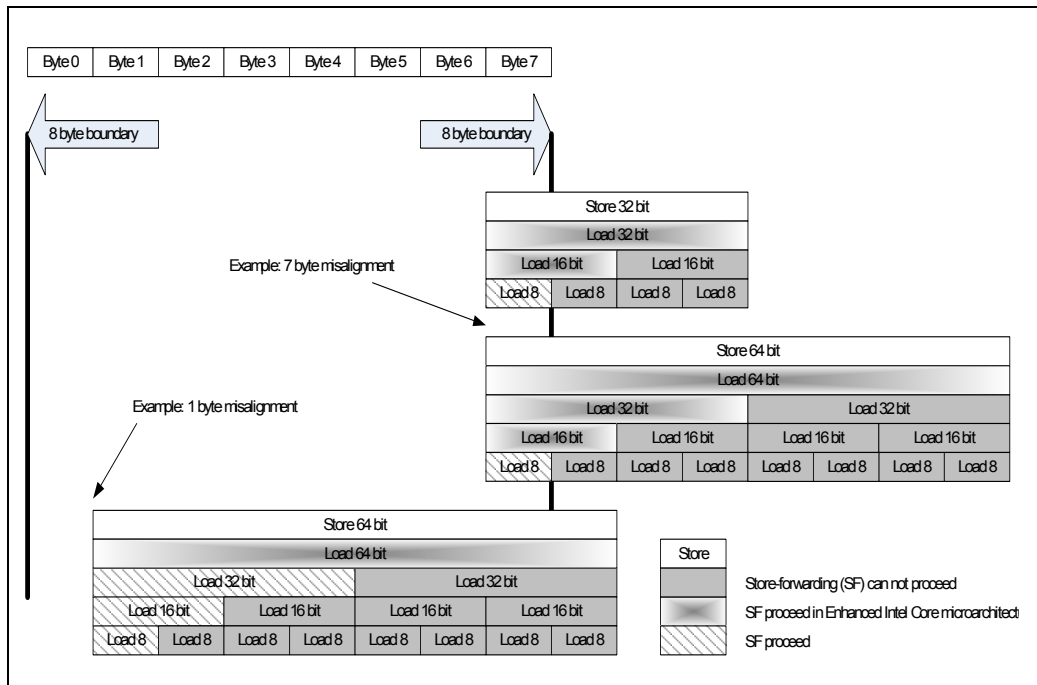 Byte 0 Byte 1 Byte 2 Byte 3 Byte 4 Byte 5 Byte 6 Byte 7
8 byte boundary 8 byte boundary
Store 32 bit
Load 32 bit
Example: 7 byte misalignment
Load 16 bit Load 16 bit
Load 8 Load 8 Load 8 Load 8
Store 64 bit
Load 64 bit
Example: 1 byte misalignment
Load 32 bit Load 32 bit
Load 16 bit Load 16 bit Load 16 bit Load 16 bit
Load 8 Load 8 Load 8 Load 8 Load 8 Load 8 Load 8 Load 8
Store 64 bit
Load 64 bit
Load 32 bit Load 32 bit
Load 16 bit Load 16 bit Load 16 bit Load 16 bit
Load 8 Load 8 Load 8 Load 8 Load 8 Load 8 Load 8 Load 8
Store
Store-forwarding (SF) can not proceed
SF proceed in Enhanced Intel Core microarchitect
SF proceed